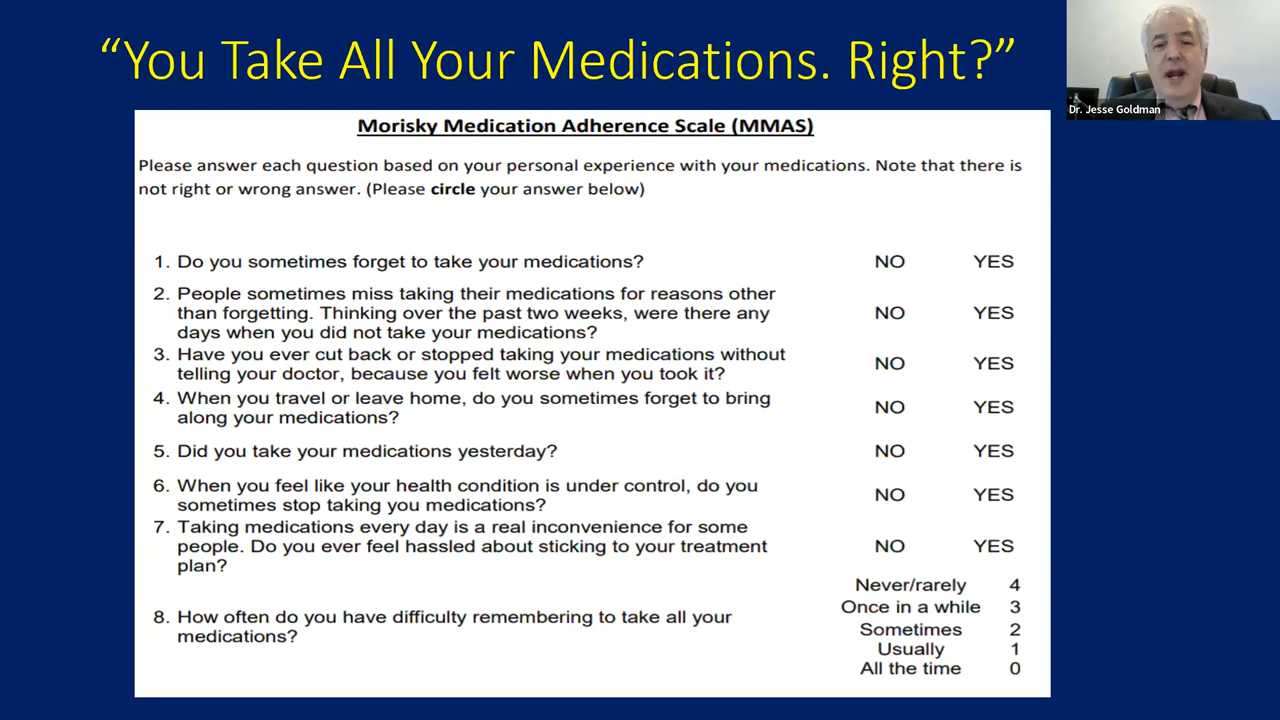 “You Take All Your Medications. Right?”
Dr. Jesse Goldman
Morisky Medication Adherence Scale (MMAS)
Please answer each question based on your personal experience with your medications. Note that there is
not right or wrong answer. (Please circle your answer below)
1. Do you sometimes forget to take your medications? NO YES
2. People sometimes miss taking their medications for reasons other
than forgetting. Thinking over the past two weeks, were there any NO YES
days when you did not take your medications?
3. Have you ever cut back or stopped taking your medications without
telling your doctor, because you felt worse when you took it? NO YES
4. When you travel or leave home, do you sometimes forget to bring
along your medications? NO YES
5. Did you take your medications yesterday? NO YES
6. When you feel like your health condition is under control, do you
sometimes stop taking you medications? NO YES
7. Taking medications every day is a real inconvenience for some
people. Do you ever feel hassled about sticking to your treatment NO YES
plan?
8. How often do you have difficulty remembering to take all your
medications?
Never/rarely 4
Once in a while 3
Sometimes 2
Usually 1
All the time 0